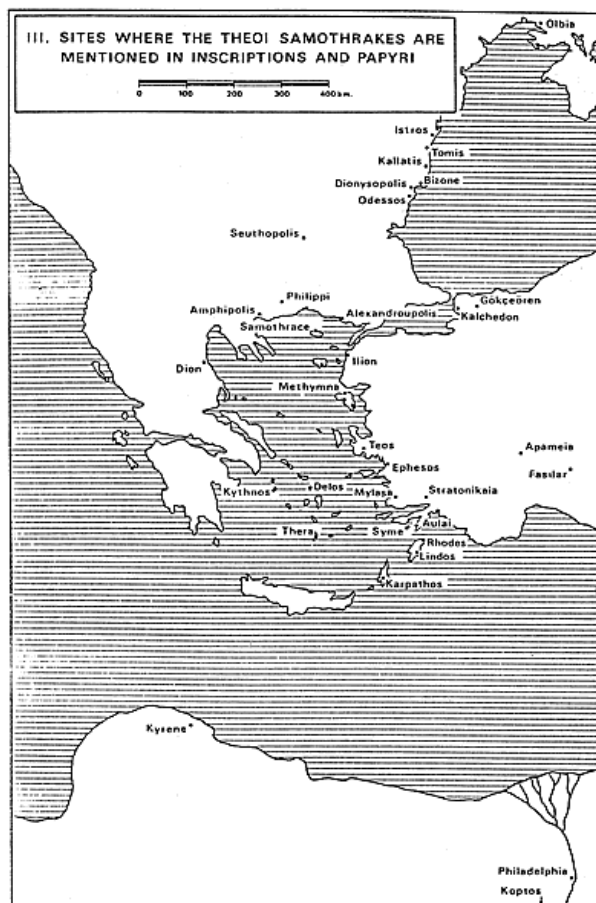 Olbia
III. SITES WHERE THE THEOI SAMOTHRAKES ARE
MENTIONED IN INSCRIPTIONS AND PAPYRI
0 100 200 300 400 km.
Istros
Tomis
Kallatis
Bizone
Dionysopolis
Odessos
Seuthopolis
Philippi
Gökçeören
Amphipolis
Alexandroupolis
Kalchedon
Samothrace
Ilion
Dion
Methymna
Teos
Apameia
Ephesos
Fasilar
Kythnos
Delos
Mylasa
Stratonikaia
Aulai
Thera
Syme
Rhodes
Lindos
Karpathos
Kyrene
Philadelphia
Koptos